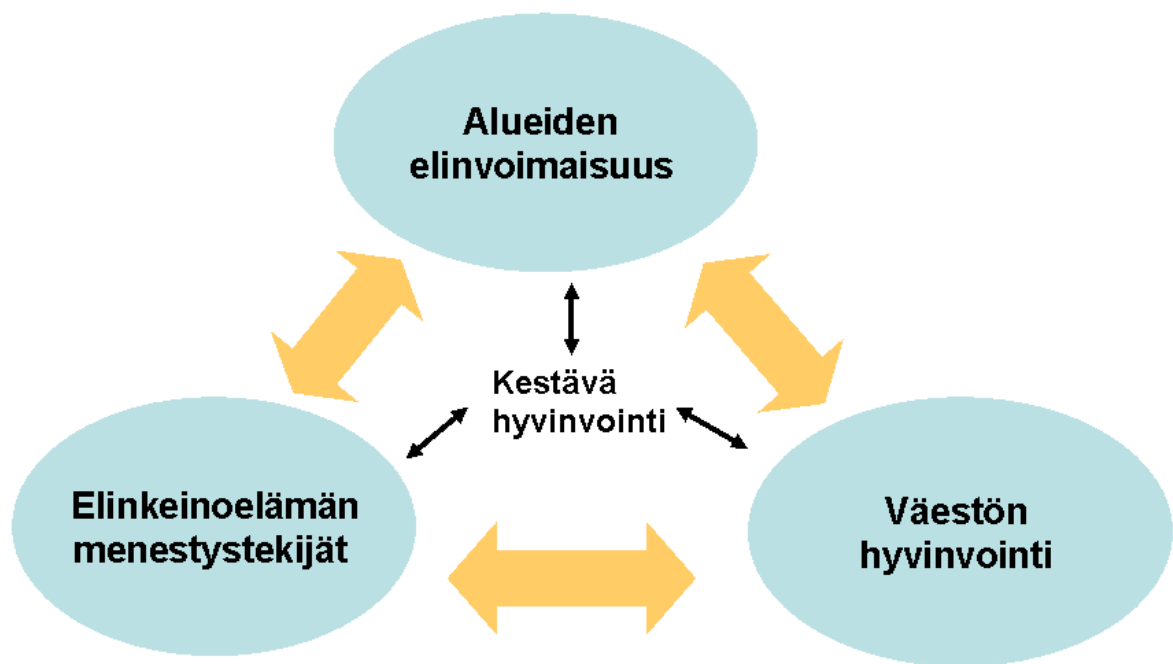 Alueiden
elinvoimaisuus
Kestävä
hyvinvointi
Elinkeinoelämän
menestystekijät
Väestön
hyvinvointi